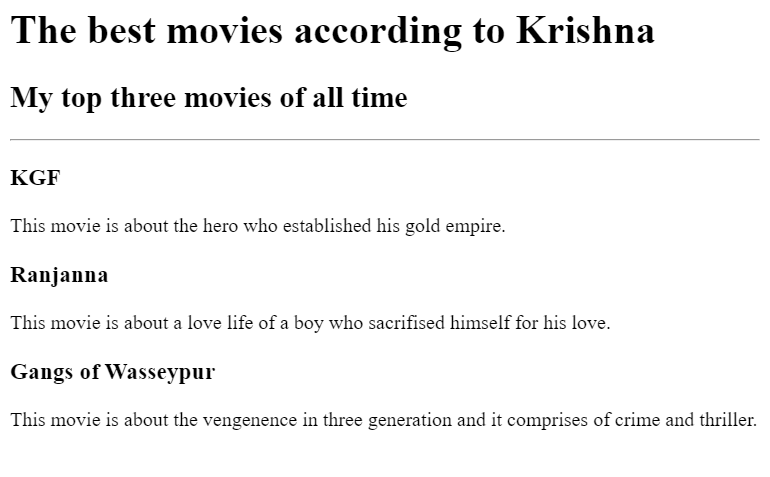 The best movies according to Krishna
My top three movies of all time
KGF
This movie is about the hero who established his gold empire.
Ranjanna
This movie is about a love life of a boy who sacrifised himself for his love.
Gangs of Wasseypur
This movie is about the vengenence in three generation and it comprises of crime and thriller.